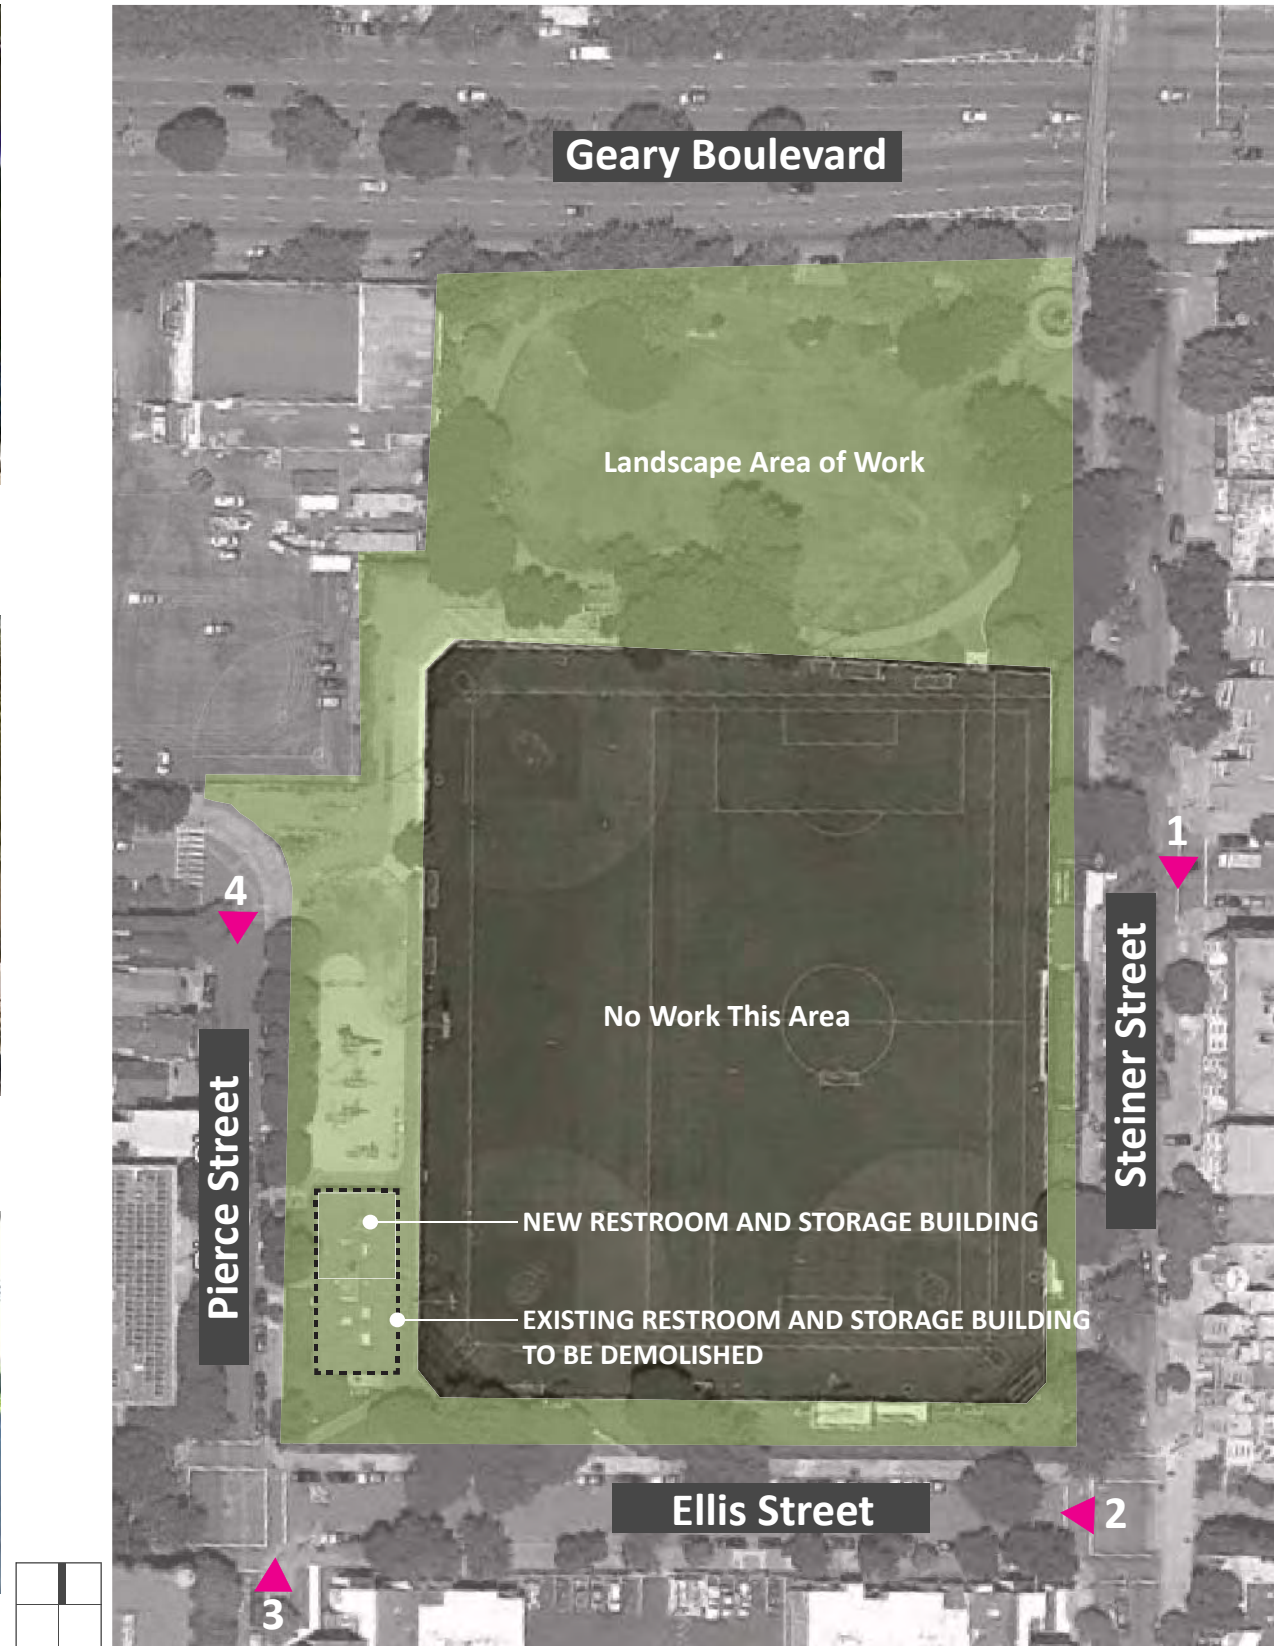 Geary Boulevard
Landscape Area of Work
1
4
Steiner Street
No Work This Area
Pierce Street
NEW RESTROOM AND STORAGE BUILDING
EXISTING RESTROOM AND STORAGE BUILDING
TO BE DEMOLISHED
Ellis Street
2
3